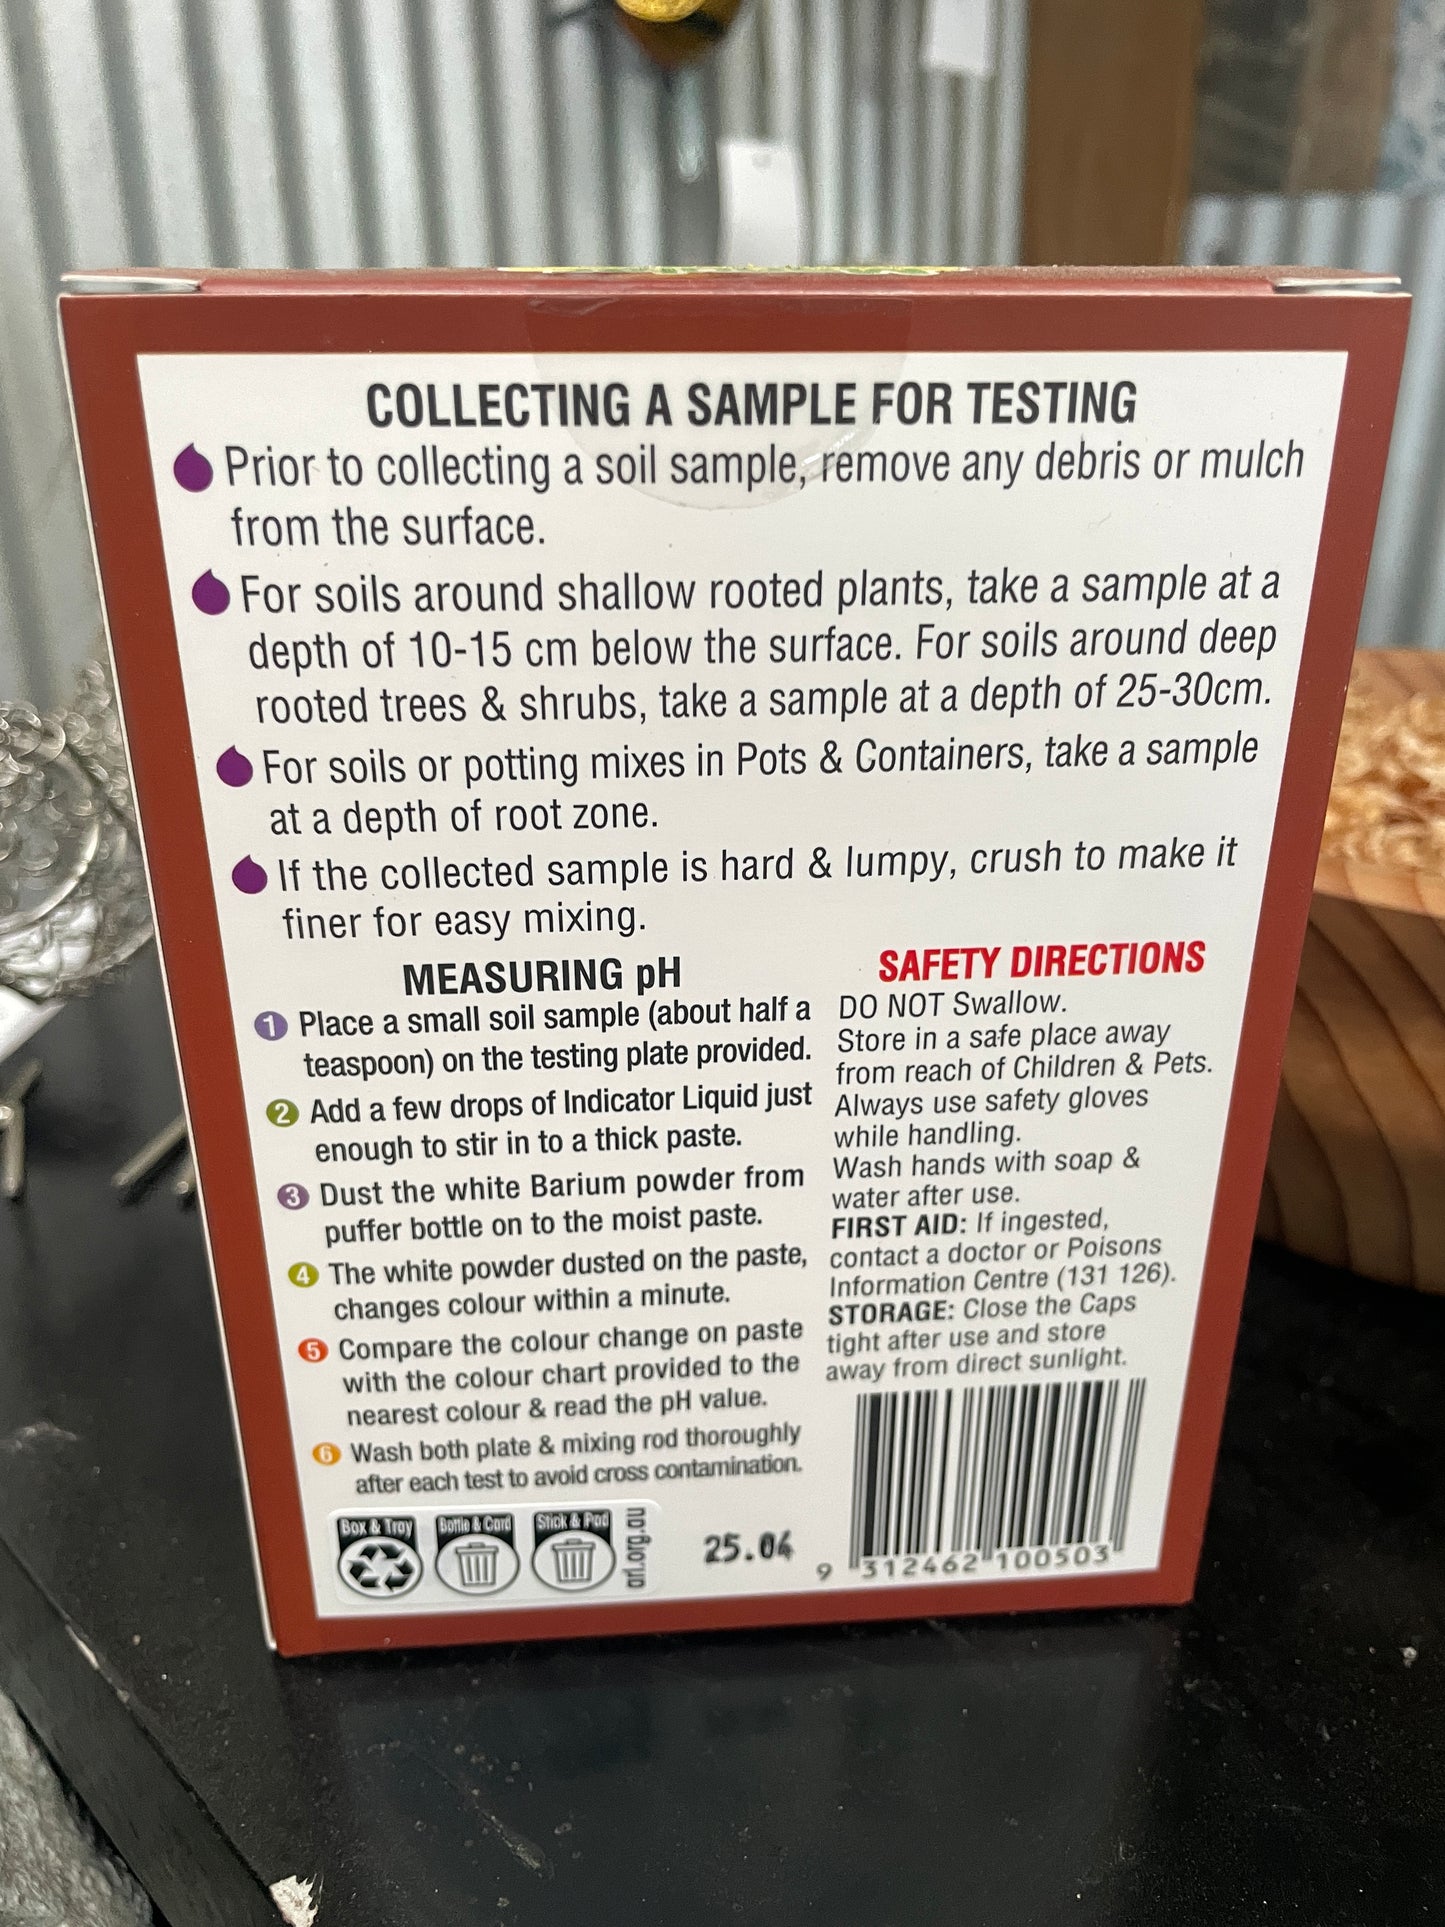 COLLECTING A SAMPLE FOR TESTING
Prior to collecting a soil sample, remove any debris or mulch
from the surface.
For soils around shallow rooted plants, take a sample at a
depth of 10-15 cm below the surface. For soils around deep
rooted trees & shrubs, take a sample at a depth of 25-30cm.
For soils or potting mixes in Pots & Containers, take a sample
at a depth of root zone.
If the collected sample is hard & lumpy, crush to make it
finer for easy mixing.
MEASURING pH
1 Place a small soil sample (about half a
teaspoon) on the testing plate provided.
2 Add a few drops of Indicator Liquid just
enough to stir in to a thick paste.
3 Dust the white Barium powder from
puffer bottle on to the moist paste.
4 The white powder dusted on the paste,
changes colour within a minute.
5 Compare the colour change on paste
with the colour chart provided to the
nearest colour & read the pH value.
6 Wash both plate & mixing rod thoroughly
after each test to avoid cross contamination.
SAFETY DIRECTIONS
DO NOT Swallow.
Store in a safe place away
from reach of Children & Pets.
Always use safety gloves
while handling.
Wash hands with soap &
water after use.
FIRST AID: If ingested,
contact a doctor or Poisons
Information Centre (131 126).
STORAGE: Close the Caps
tight after use and store
away from direct sunlight.
Box & Tray
Bottle & Card
Stick & Pad
arl.org.au
25.04
9 312462 100503